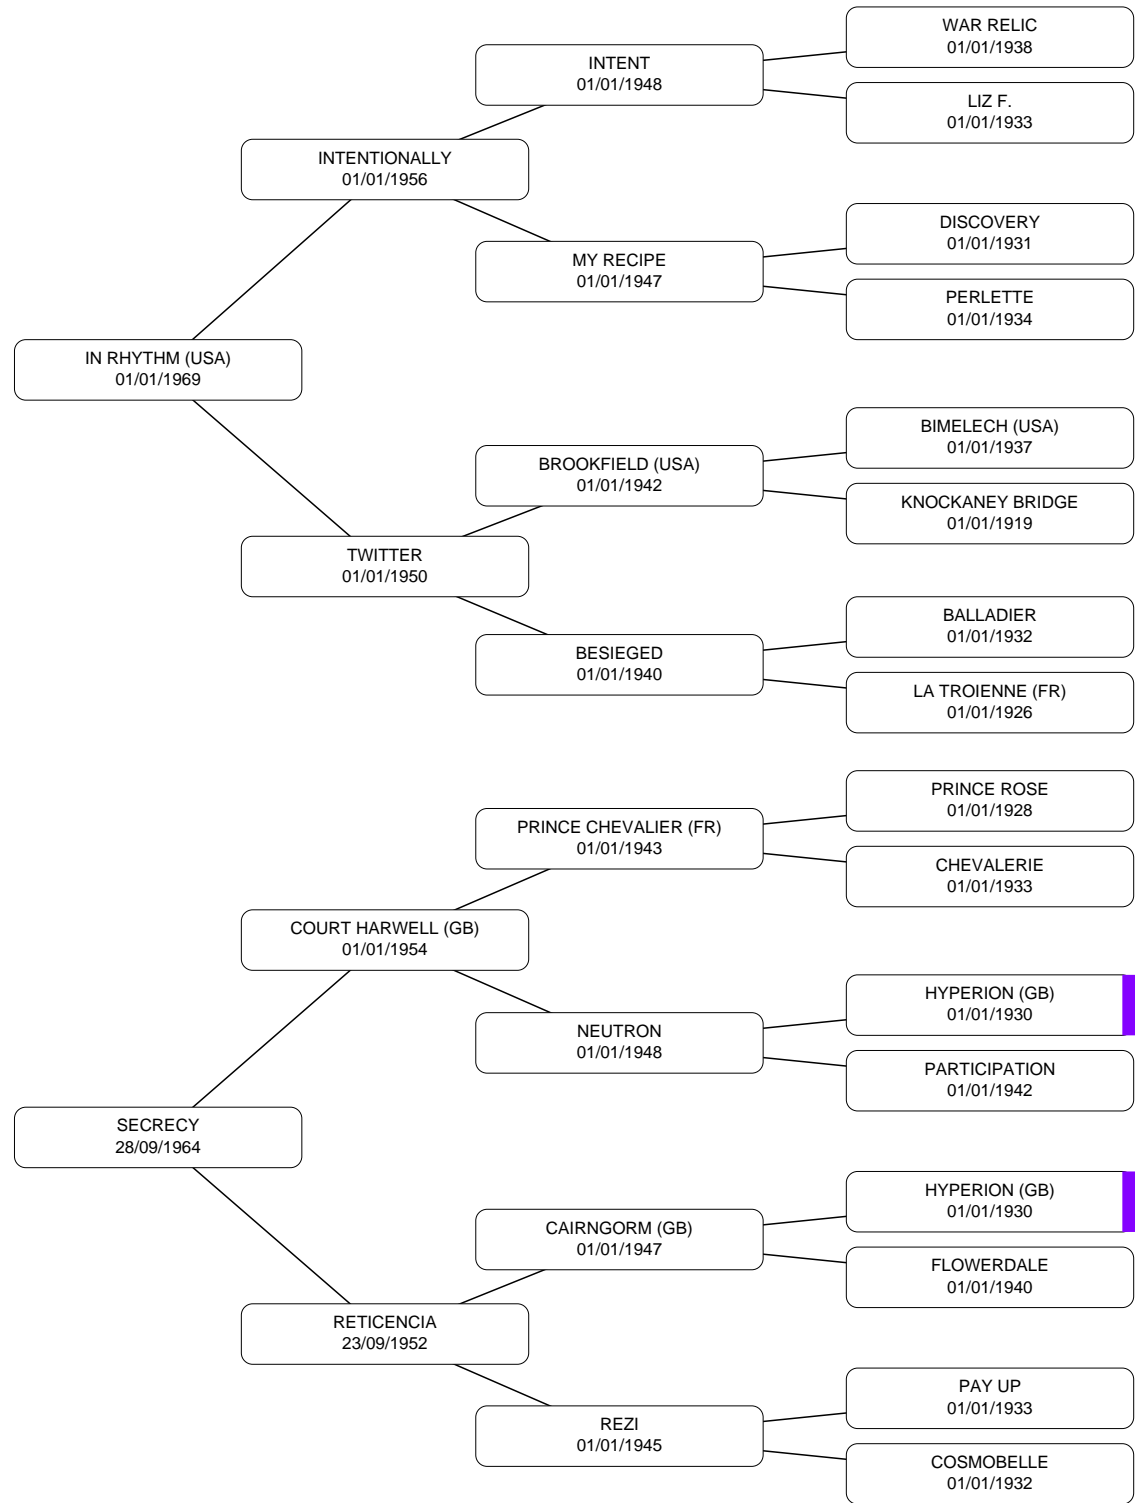 WAR RELIC
01/01/1938
INTENT
01/01/1948
LIZ F.
01/01/1933
INTENTIONALLY
01/01/1956
DISCOVERY
01/01/1931
MY RECIPE
01/01/1947
PERLETTE
01/01/1934
IN RHYTHM (USA)
01/01/1969
BIMELECH (USA)
01/01/1937
BROOKFIELD (USA)
01/01/1942
KNOCKANEY BRIDGE
01/01/1919
TWITTER
01/01/1950
BALLADIER
01/01/1932
BESIEGED
01/01/1940
LA TROIENNE (FR)
01/01/1926
PRINCE ROSE
01/01/1928
PRINCE CHEVALIER (FR)
01/01/1943
CHEVALERIE
01/01/1933
COURT HARWELL (GB)
01/01/1954
HYPERION (GB)
01/01/1930
NEUTRON
01/01/1948
PARTICIPATION
01/01/1942
SECRECY
28/09/1964
HYPERION (GB)
01/01/1930
CAIRNGORM (GB)
01/01/1947
FLOWERDALE
01/01/1940
RETICENCIA
23/09/1952
PAY UP
01/01/1933
REZI
01/01/1945
COSMOBELLE
01/01/1932